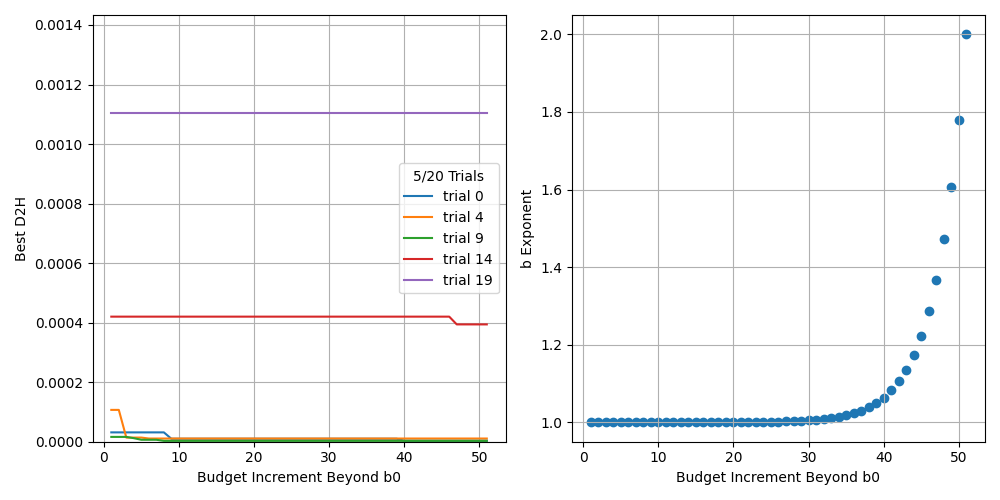 0.0014
0.0012
0.0010
0.0008
0.0006
0.0004
0.0002
0.0000
0 10 20 30 40 50
Budget Increment Beyond b0
Best D2H
5/20 Trials
trial 0
trial 4
trial 9
trial 14
trial 19
2.0
1.8
1.6
1.4
1.2
1.0
0 10 20 30 40 50
Budget Increment Beyond b0
b Exponent